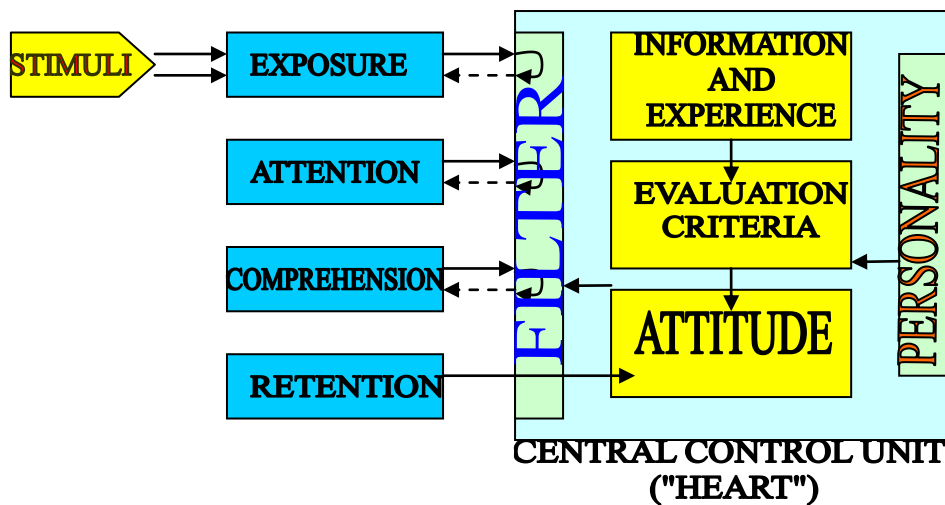 STIMULI
EXPOSURE
ATTENTION
COMPREHENSION
RETENTION
FILTER
INFORMATION
AND
EXPERIENCE
EVALUATION
CRITERIA
ATTITUDE
PERSONALITY
CENTRAL CONTROL UNIT
("HEART")